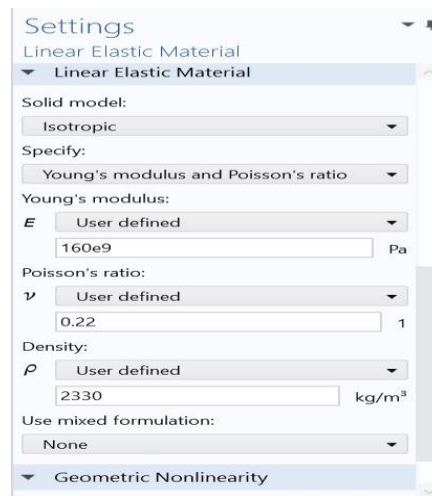 Settings
Linear Elastic Material
Linear Elastic Material
Solid model:
Isotropic
Specify:
Young's modulus and Poisson's ratio
Young's modulus:
E User defined
160e9 Pa
Poisson's ratio:
ν User defined
0.22 1
Density:
ρ User defined
2330 kg/m³
Use mixed formulation:
None
Geometric Nonlinearity